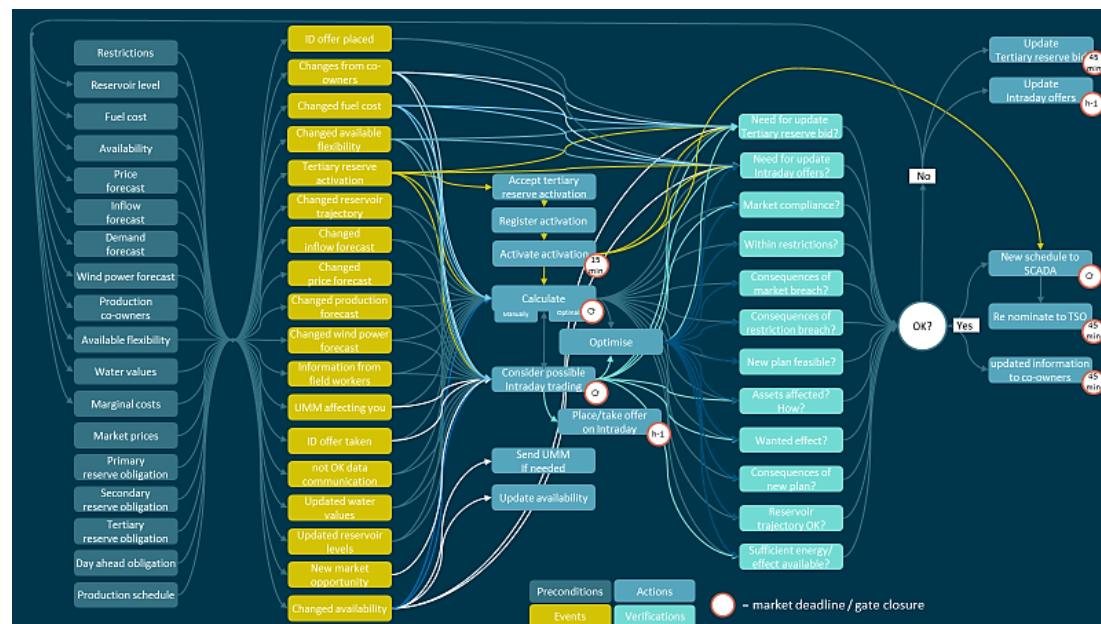 Restrictions
Reservoir level
Fuel cost
Availability
Price
forecast
Inflow
forecast
Demand
forecast
Wind power forecast
Production
co-owners
Available flexibility
Water values
Marginal costs
Market prices
Primary
reserve obligation
Secondary
reserve obligation
Tertiary
reserve obligation
Day ahead obligation
Production schedule
ID offer placed
Changes from co-
owners
Changed fuel cost
Changed available
flexibility
Tertiary reserve
activation
Changed reservoir
trajectory
Changed
inflow forecast
Changed
price forecast
Changed production
forecast
Changed wind power
forecast
Information from
field workers
UMM affecting you
ID offer taken
not OK data
communication
Updated water
values
Updated reservoir
levels
New market
opportunity
Changed availability
Accept tertiary
reserve activation
Register activation
Activate activation
15
min
Calculate
Manually
Optimise
Consider possible
Intraday trading
Place/take offer
on Intraday
h-1
Send UMM
If needed
Update availability
Need for update
Tertiary reserve bid?
Need for update
Intraday offers?
Market compliance?
Within restrictions?
Consequences of
market breach?
Consequences of
restriction breach?
New plan feasible?
Assets affected?
How?
Wanted effect?
Consequences of
new plan?
Reservoir
trajectory OK?
Sufficient energy/
effect available?
OK?
No
Yes
Update
Tertiary reserve bid
45
min
Update
Intraday offers
h-1
New schedule to
SCADA
Re nominate to TSO
45
min
updated information
to co-owners
45
min
Preconditions
Actions
Events
Verifications
= market deadline / gate closure